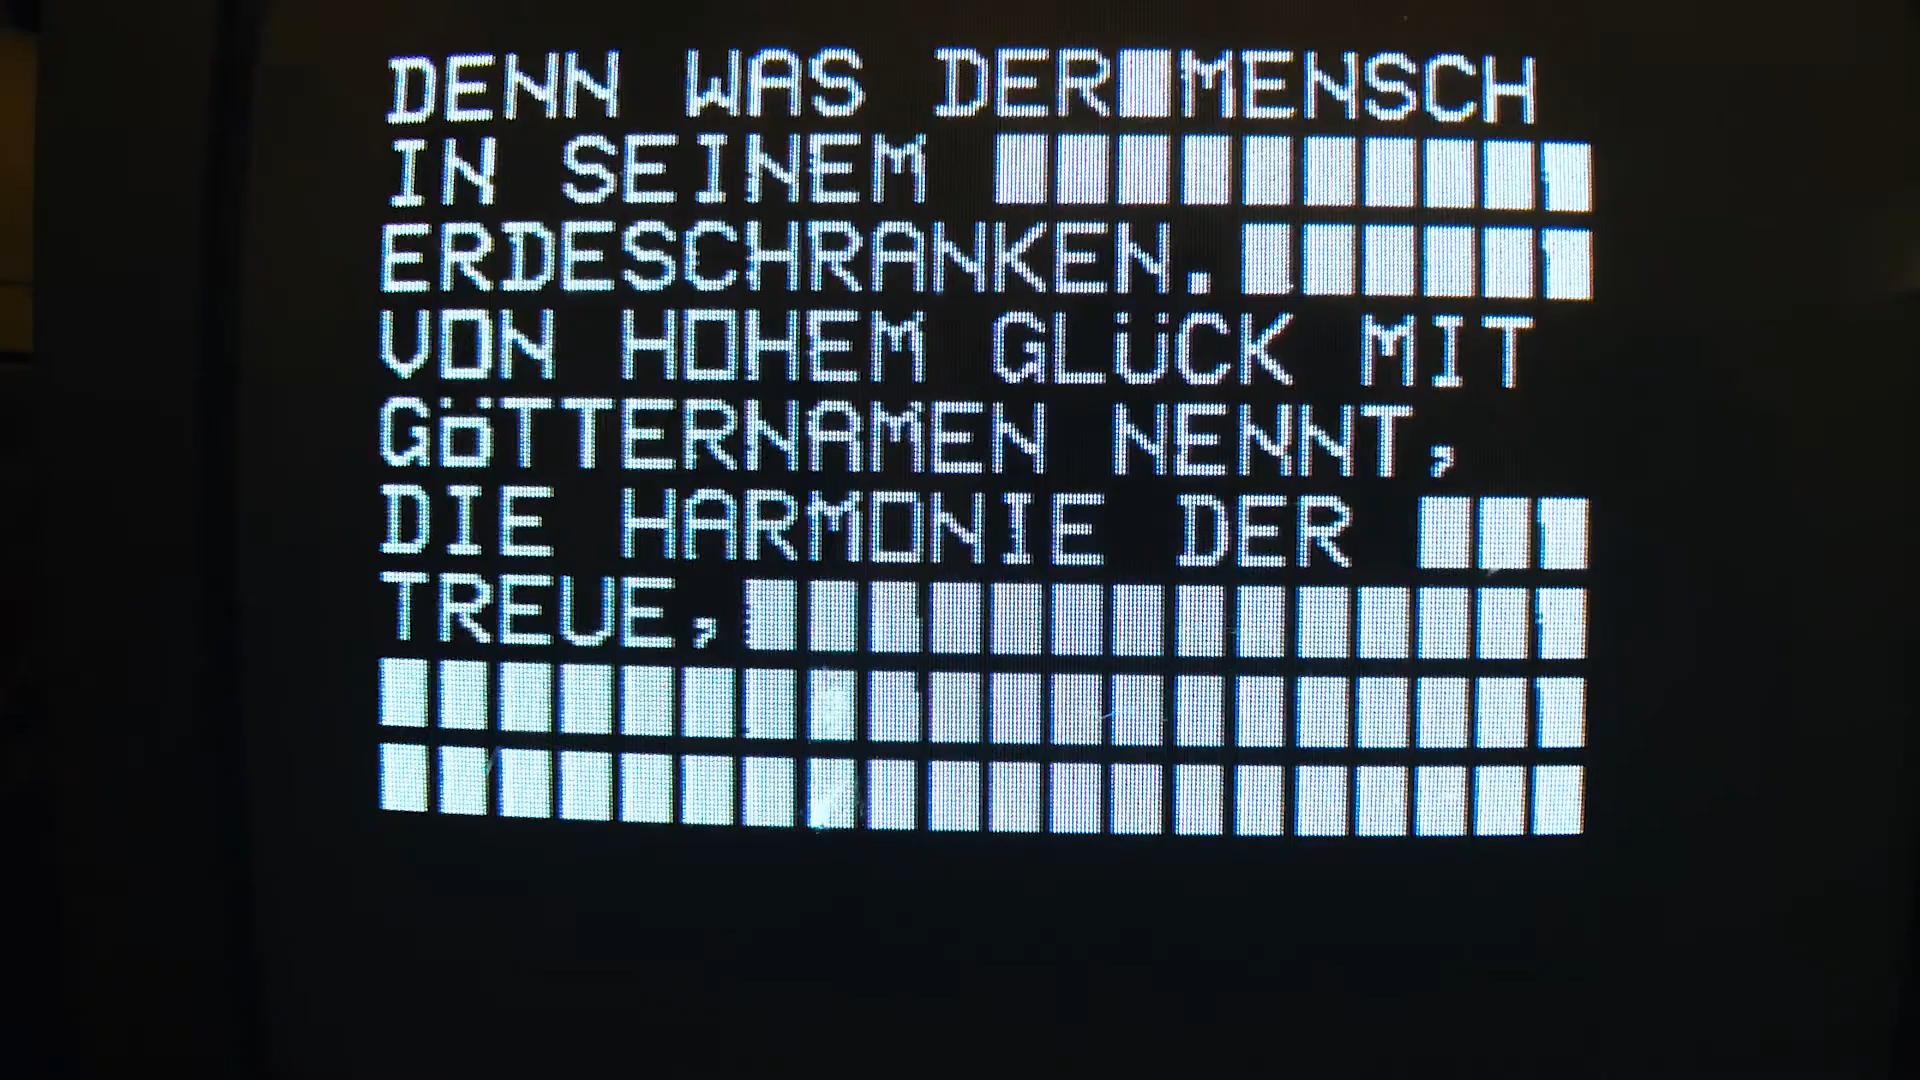 DENN WAS DER MENSCH
IN SEINEM
ERDESCHRANKEN.
VON HOHEM GLÜCK MIT
GÖTTERNAMEN NENNT,
DIE HARMONIE DER
TREUE,